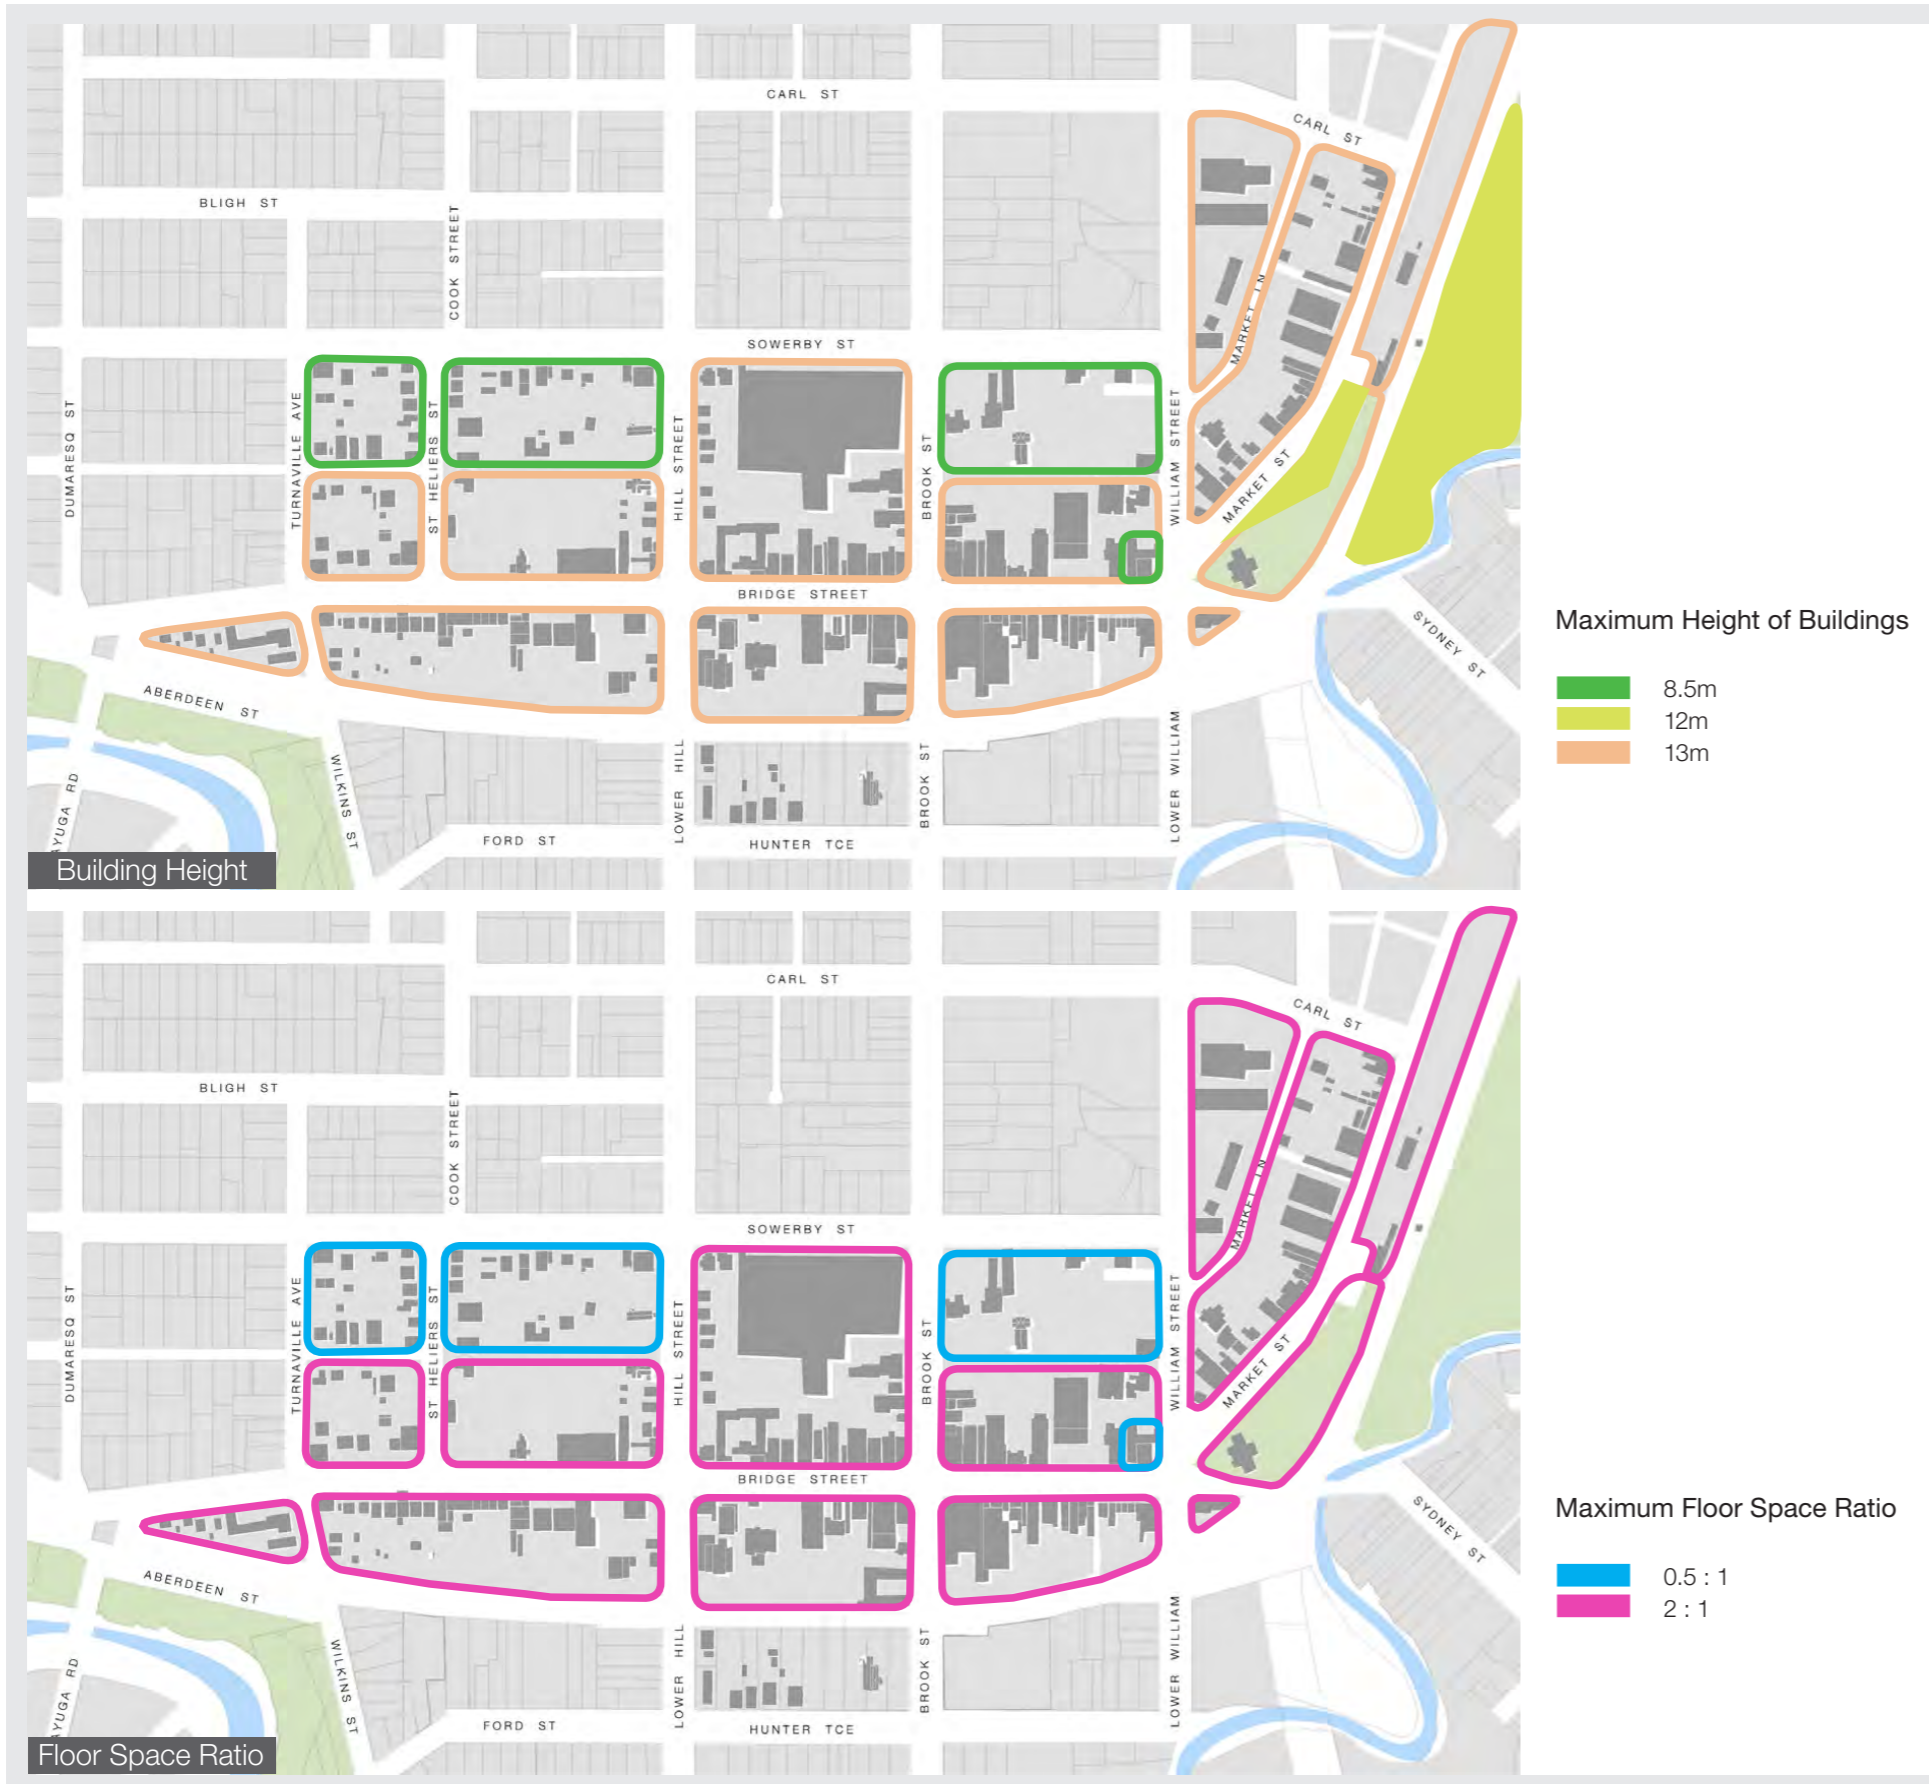 CARL ST
CARL ST
BLIGH ST
COOK STREET
MARKET LN
SOWERBY ST
DUMARESQ ST
TURNAVILLE AVE
ST HELIERS ST
HILL STREET
BROOK ST
WILLIAM STREET
MARKET ST
BRIDGE STREET
SYDNEY ST
ABERDEEN ST
WILKINS ST
LOWER HILL
BROOK ST
LOWER WILLIAM
AYUGA RD
FORD ST
HUNTER TCE
Building Height
Maximum Height of Buildings
8.5m
12m
13m
CARL ST
CARL ST
BLIGH ST
COOK STREET
MARKET LN
SOWERBY ST
DUMARESQ ST
TURNAVILLE AVE
ST HELIERS ST
HILL STREET
BROOK ST
WILLIAM STREET
MARKET ST
BRIDGE STREET
SYDNEY ST
ABERDEEN ST
WILKINS ST
LOWER HILL
BROOK ST
LOWER WILLIAM
AYUGA RD
FORD ST
HUNTER TCE
Floor Space Ratio
Maximum Floor Space Ratio
0.5 : 1
2 : 1